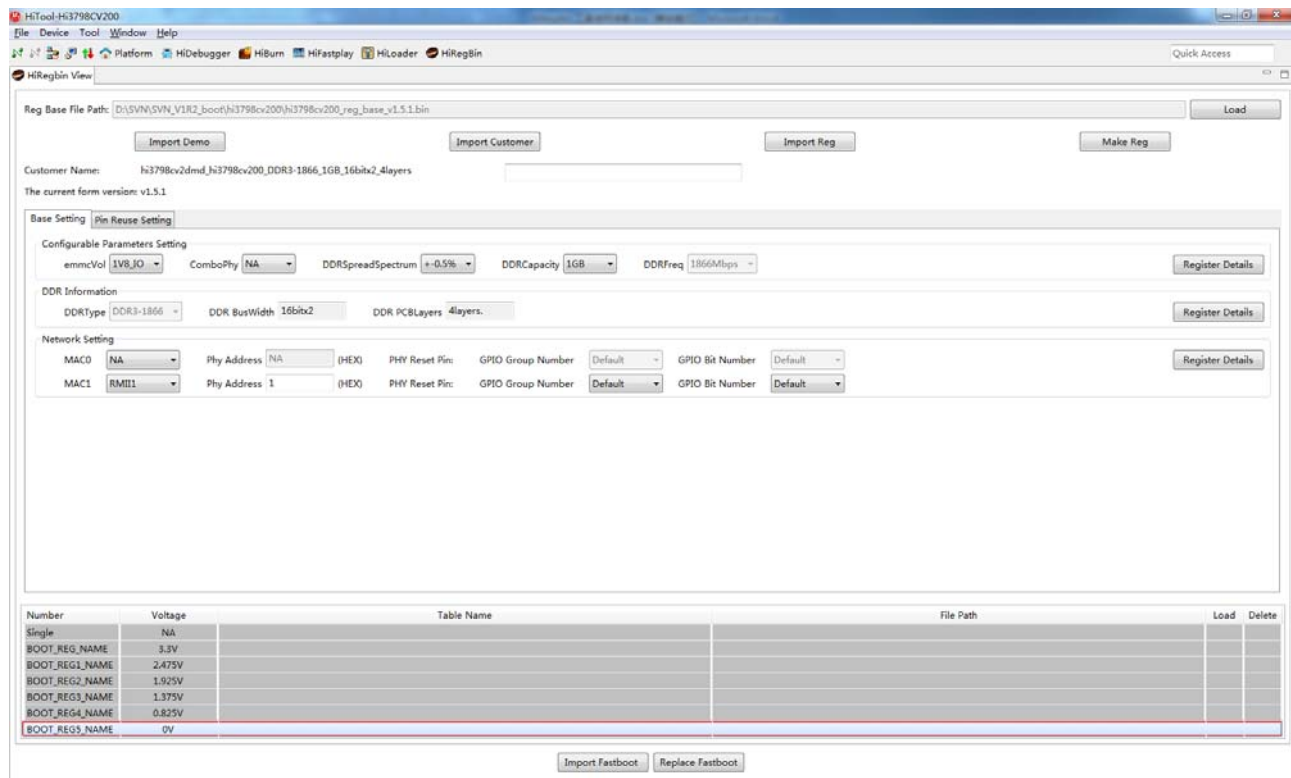 HiTool-Hi3798CV200
File Device Tool Window Help
Platform HiDebugger HiBurn HiFastplay HiLoader HiRegBin Quick Access
HiRegbin View
Reg Base File Path: D:\SVN\SVN_V1R2_boot\hi3798cv200\hi3798cv200_reg_base_v1.5.1.bin Load
Import Demo Import Customer Import Reg Make Reg
Customer Name: hi3798cv2dmd_hi3798cv200_DDR3-1866_1GB_16bitx2_4layers
The current form version: v1.5.1
Base Setting Pin Reuse Setting
Configurable Parameters Setting
emmcVol 1V8_IO ComboPhy NA DDRSpreadSpectrum +-0.5% DDRCapacity 1GB DDRFreq 1866Mbps Register Details
DDR Information
DDRType DDR3-1866 DDR BusWidth 16bitx2 DDR PCBLayers 4layers. Register Details
Network Setting
MAC0 NA Phy Address NA (HEX) PHY Reset Pin: GPIO Group Number Default GPIO Bit Number Default Register Details
MAC1 RMII1 Phy Address 1 (HEX) PHY Reset Pin: GPIO Group Number Default GPIO Bit Number Default
Number Voltage Table Name File Path Load Delete
Single NA
BOOT_REG_NAME 3.3V
BOOT_REG1_NAME 2.475V
BOOT_REG2_NAME 1.925V
BOOT_REG3_NAME 1.375V
BOOT_REG4_NAME 0.825V
BOOT_REG5_NAME 0V
Import Fastboot Replace Fastboot